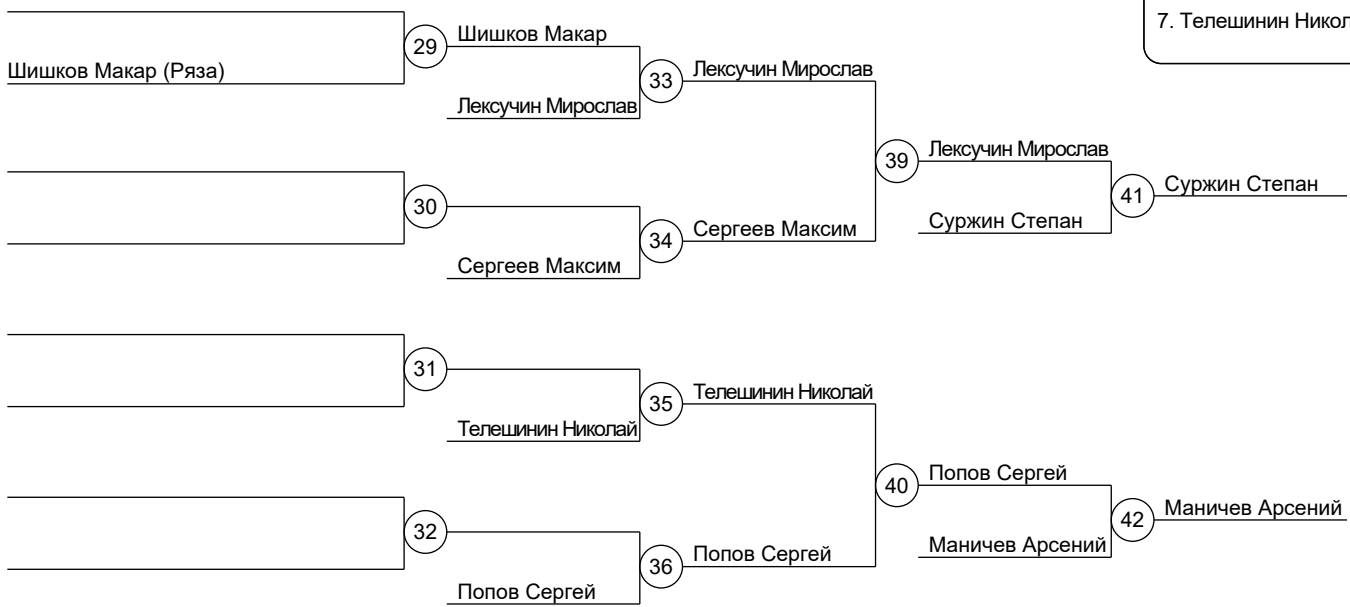 7. Телешинин Никол
29
Шишков Макар
Шишков Макар (Ряза)
33
Лексучин Мирослав
Лексучин Мирослав
39
Лексучин Мирослав
41
Суржин Степан
30
Суржин Степан
34
Сергеев Максим
Сергеев Максим
31
35
Телешинин Николай
Телешинин Николай
40
Попов Сергей
42
Маничев Арсений
32
Маничев Арсений
36
Попов Сергей
Попов Сергей